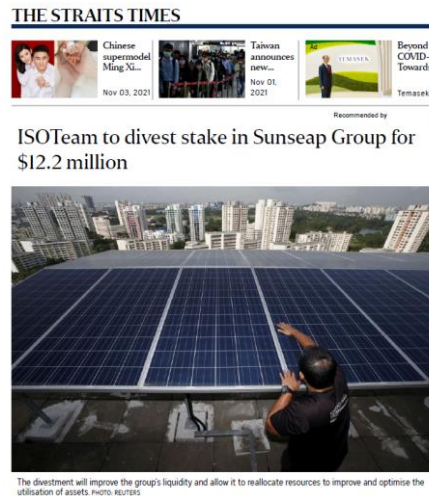 THE STRAITS TIMES
Chinese
supermodel
Ming Xi...
Nov 03, 2021
Taiwan
announces
new...
Nov 01,
2021
Ad
TEMASEK
Beyond
COVID-
Toward
Temasek
Recommended by
ISOTeam to divest stake in Sunseap Group for
$12.2 million
The divestment will improve the group's liquidity and allow it to reallocate resources to improve and optimise the
utilisation of assets. PHOTO: REUTERS